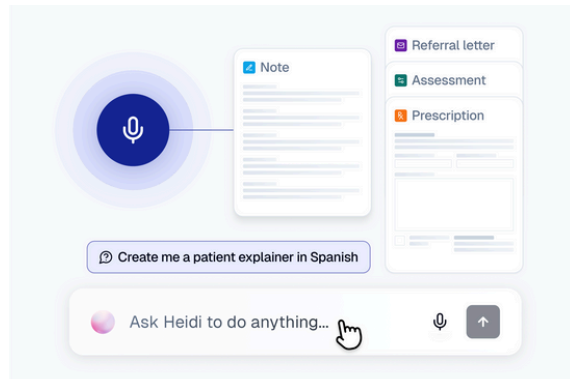 Note
Referral letter
Assessment
Prescription
Create me a patient explainer in Spanish
Ask Heidi to do anything...